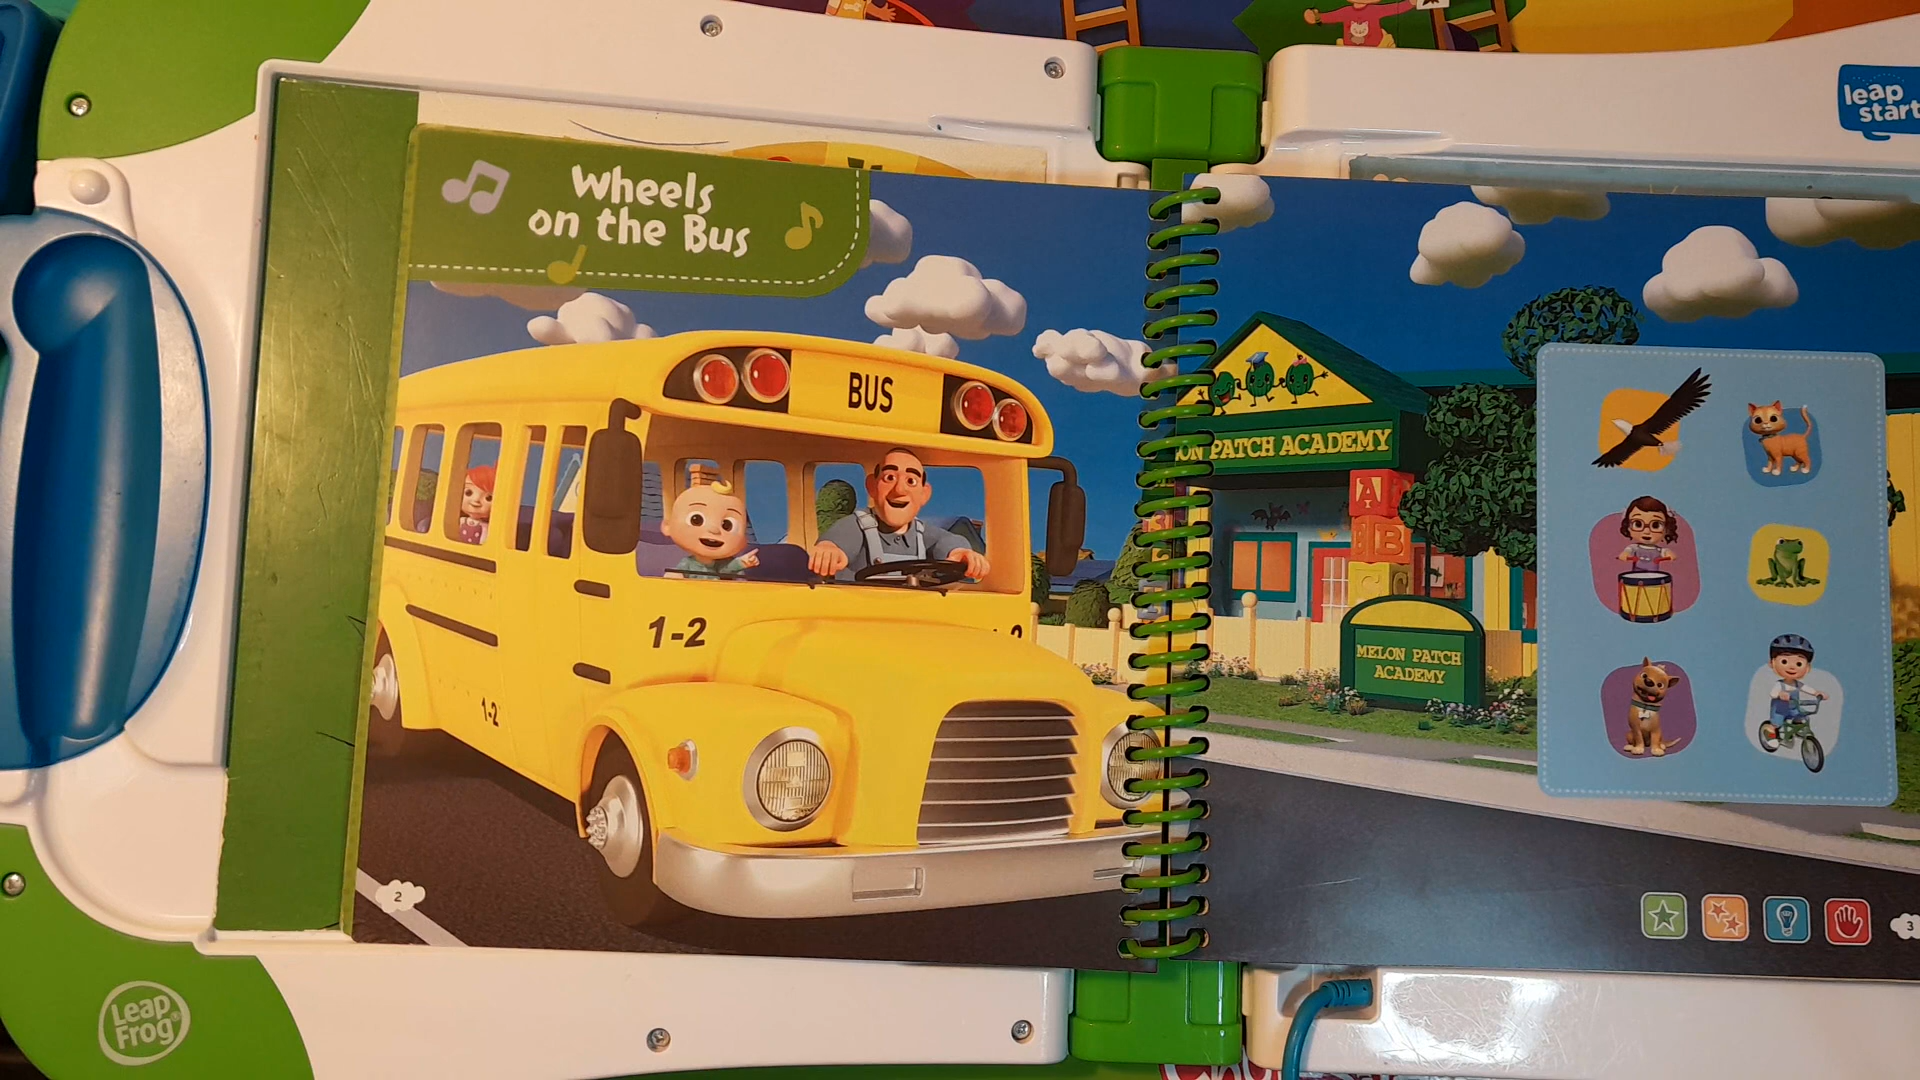 leap
start
Wheels
on the Bus
BUS
ON PATCH ACADEMY
A
B
C
1-2
1-2
MELON PATCH
ACADEMY
2
3
Leap
Frog